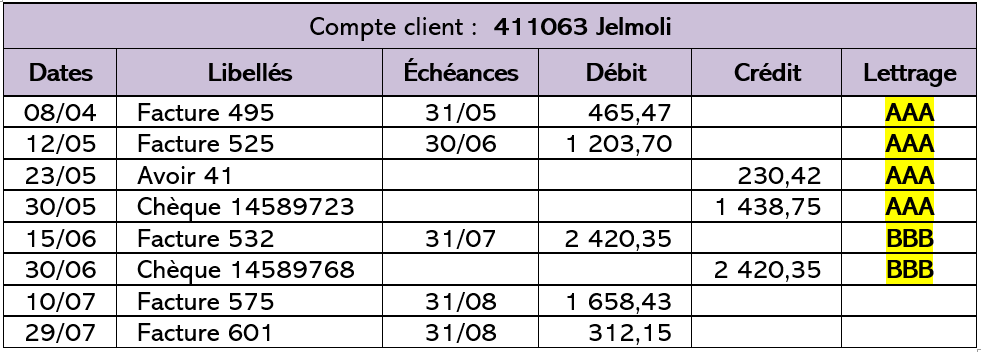 Compte client : 411063 Jelmoli
Dates Libellés Échéances Débit Crédit Lettrage
08/04 Facture 495 31/05 465,47 AAA
12/05 Facture 525 30/06 1 203,70 AAA
23/05 Avoir 41 230,42 AAA
30/05 Chèque 14589723 1 438,75 AAA
15/06 Facture 532 31/07 2 420,35 BBB
30/06 Chèque 14589768 2 420,35 BBB
10/07 Facture 575 31/08 1 658,43
29/07 Facture 601 31/08 312,15